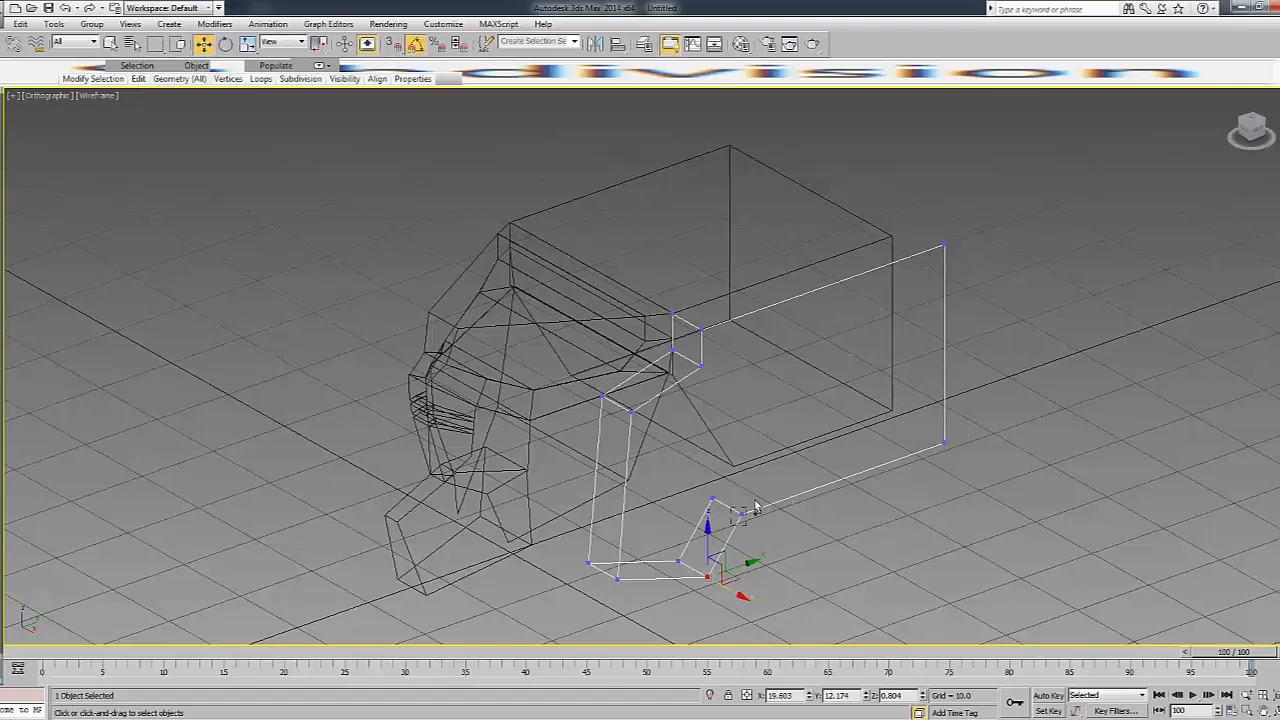 Workspace: Default
Autodesk 3ds Max 2014 x64 Untitled
Type a keyword or phrase
Edit Tools Group Views Create Modifiers Animation Graph Editors Rendering Customize MAXScript Help
All View Create Selection Se
Selection Object Populate
Modify Selection Edit Geometry (All) Vertices Loops Subdivision Visibility Align Properties
[+] [Orthographic] [Wireframe]
100 / 100
0 5 10 15 20 25 30 35 40 45 50 55 60 65 70 75 80 85 90 95 100
1 Object Selected X: 19.603 Y: 12.174 Z: 0.804 Grid = 10.0 Auto Key Selected
Click or click-and-drag to select objects Add Time Tag Set Key Key Filters... 100